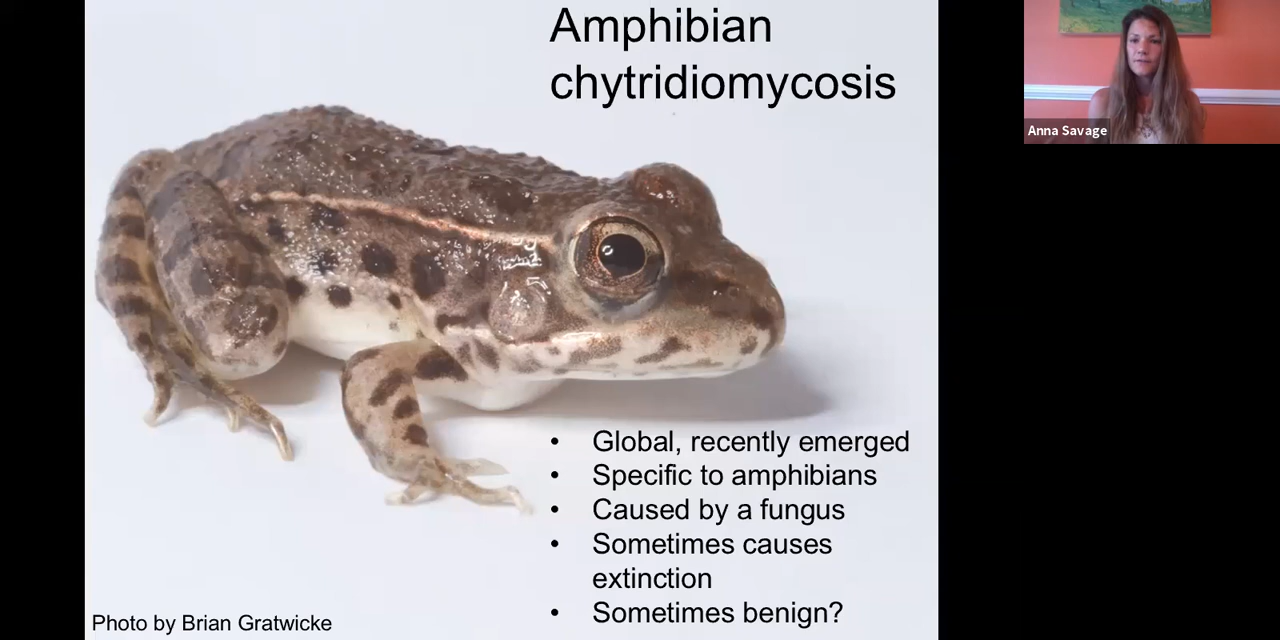 Amphibian
chytridiomycosis
Anna Savage
• Global, recently emerged
• Specific to amphibians
• Caused by a fungus
• Sometimes causes
extinction
• Sometimes benign?
Photo by Brian Gratwicke